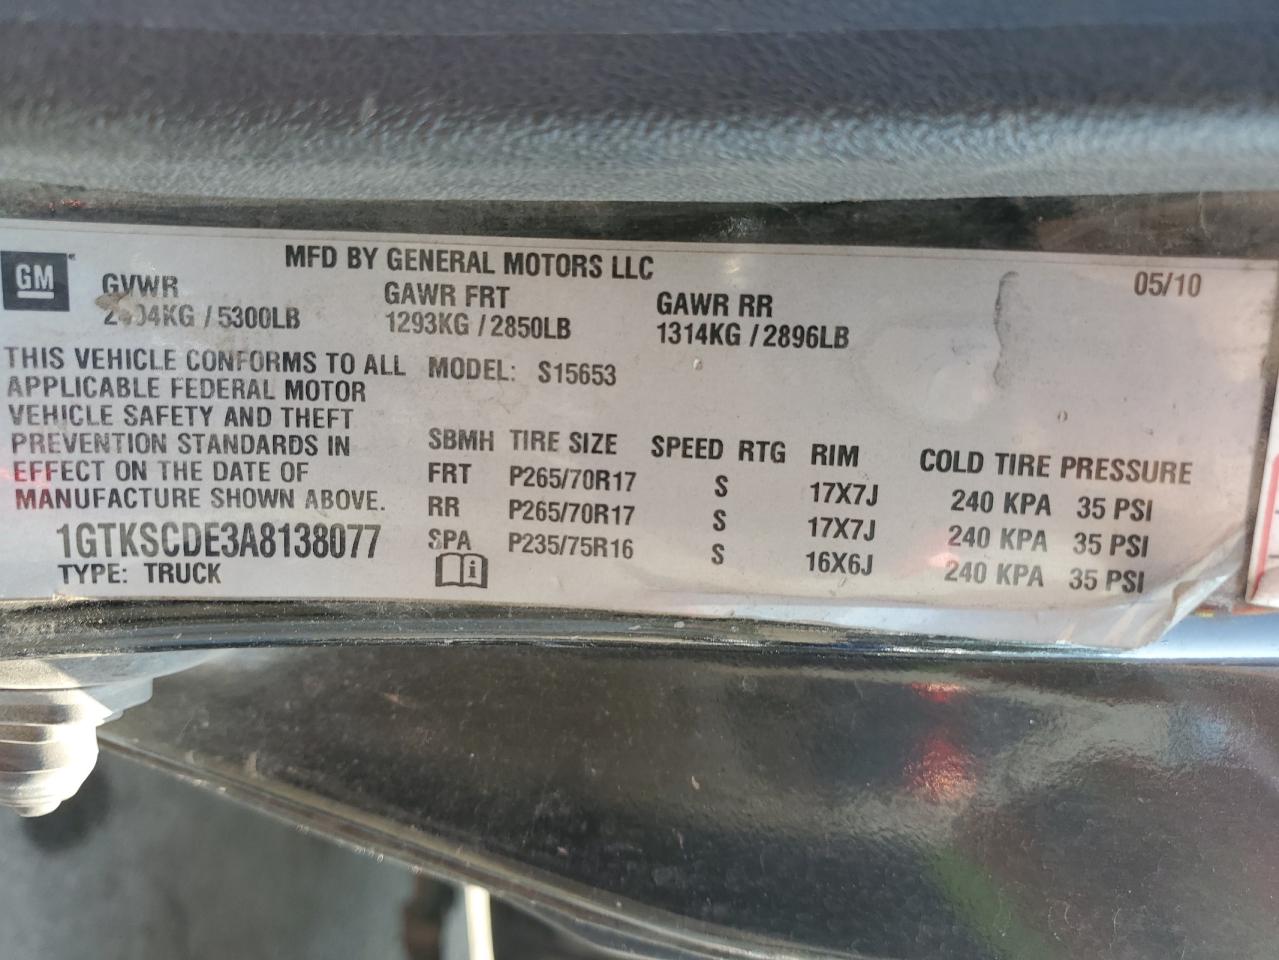 GM
MFD BY GENERAL MOTORS LLC
05/10
GVWR
GAWR FRT
GAWR RR
/ 5300LB
1293KG / 2850LB
1314KG / 2896LB
THIS VEHICLE CONFORMS TO ALL
APPLICABLE FEDERAL MOTOR
VEHICLE SAFETY AND THEFT
PREVENTION STANDARDS IN
EFFECT ON THE DATE OF
MANUFACTURE SHOWN ABOVE.
1GTKSCDE3A8138077
TYPE: TRUCK
MODEL: S15653
SBMH TIRE SIZE SPEED RTG RIM COLD TIRE PRESSURE
FRT P265/70R17 S 17X7J 240 KPA 35 PSI
RR P265/70R17 S 17X7J 240 KPA 35 PSI
SPA P235/75R16 S 16X6J 240 KPA 35 PSI
i